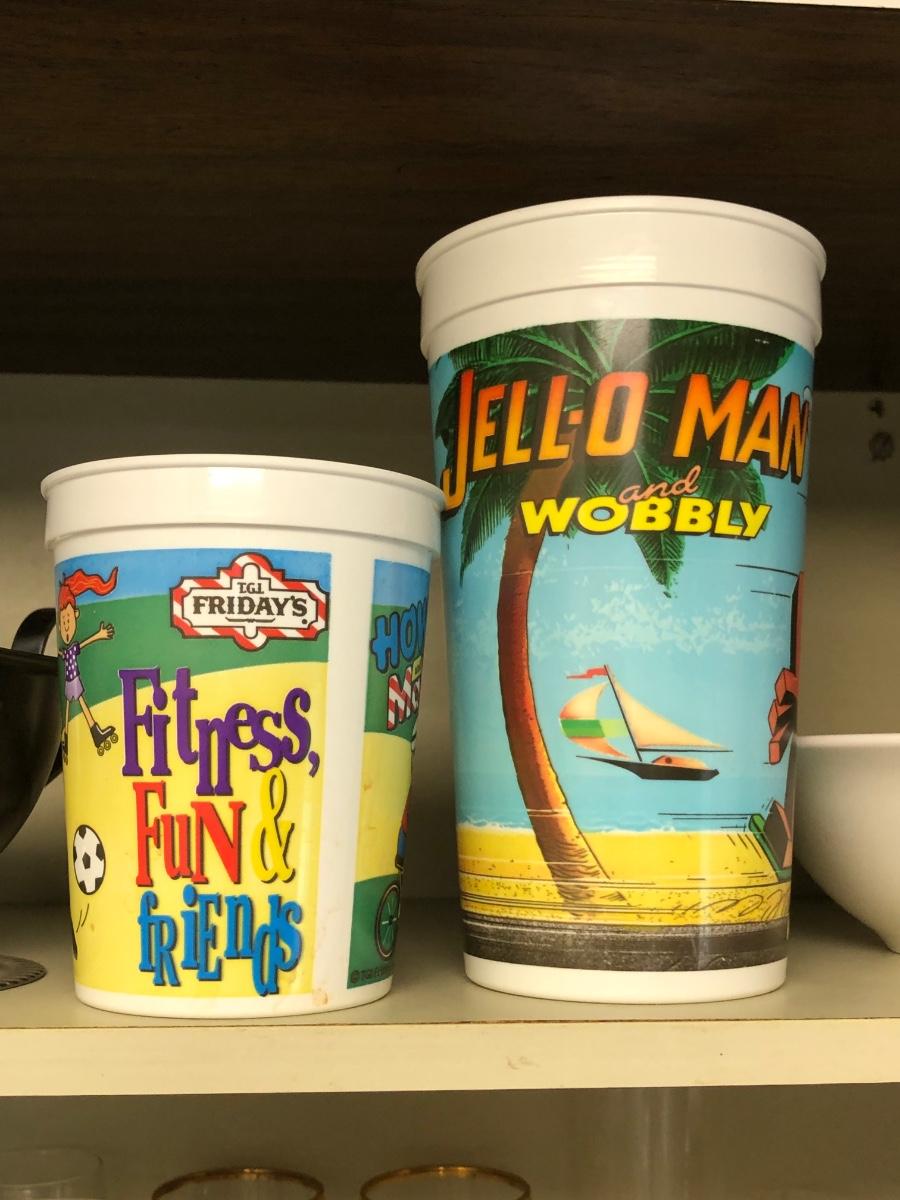 T.G.I.
FRIDAY'S
Fitness,
FUN &
fRiEndS
JELL-O MAN
and
WOBBLY